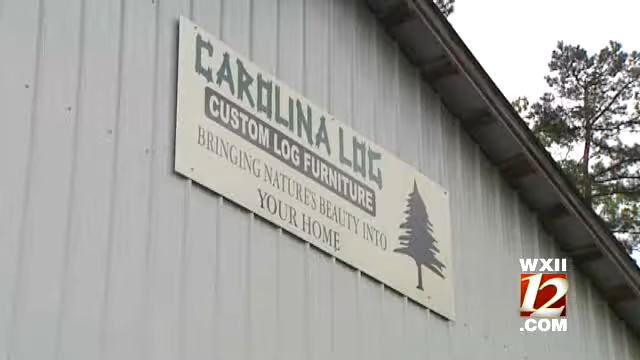 CAROLINA LOG
CUSTOM LOG FURNITURE
BRINGING NATURE'S BEAUTY INTO
YOUR HOME
WXII
12
.COM